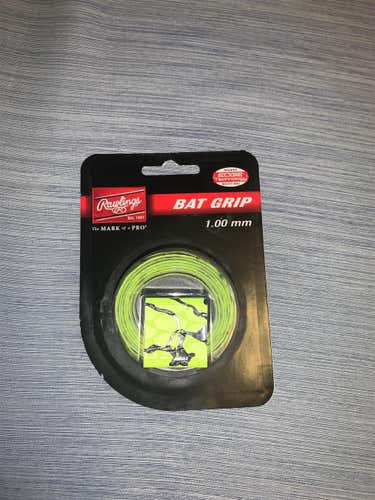 Rawlings
Est. 1887
The MARK of a PRO
BAT GRIP
1.00 mm